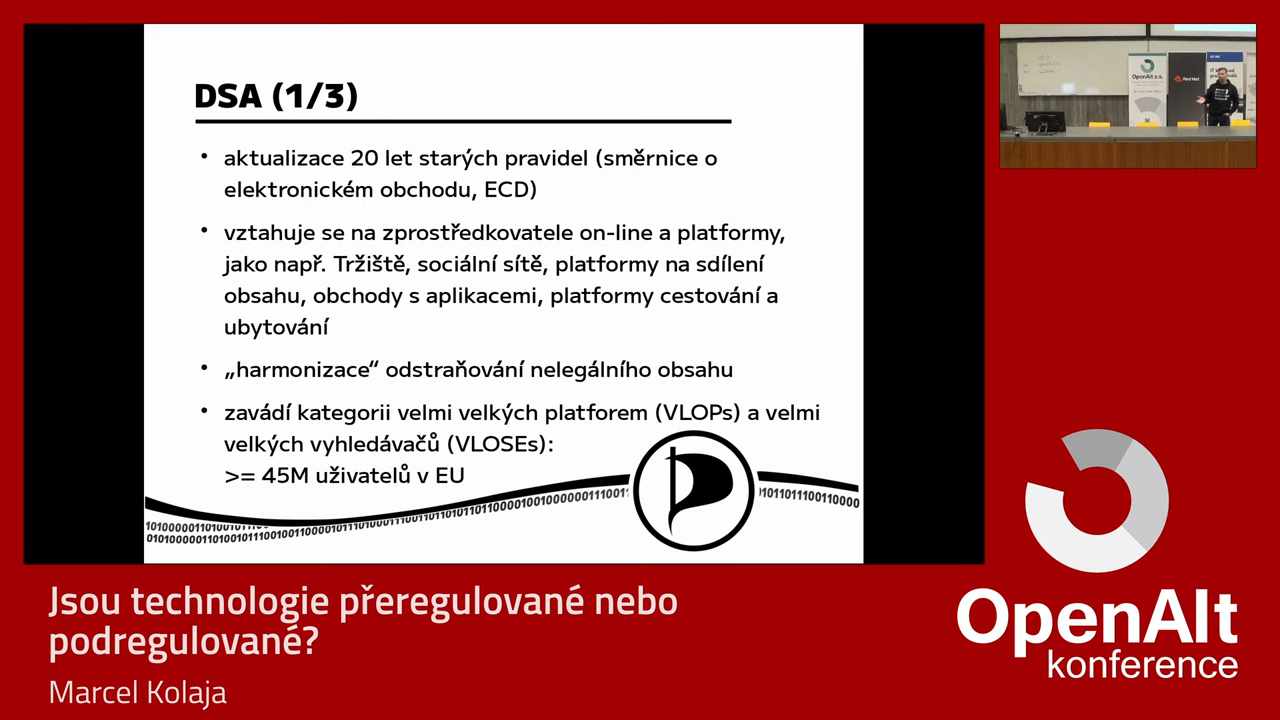 DSA (1/3)
• aktualizace 20 let starých pravidel (směrnice o
elektronickém obchodu, ECD)
• vztahuje se na zprostředkovatele on-line a platformy,
jako např. Tržiště, sociální sítě, platformy na sdílení
obsahu, obchody s aplikacemi, platformy cestování a
ubytování
• „harmonizace“ odstraňování nelegálního obsahu
• zavádí kategorii velmi velkých platforem (VLOPs) a velmi
velkých vyhledávačů (VLOSEs):
>= 45M uživatelů v EU
OpenAlt z.s.
Red Hat
Jsou technologie přeregulované nebo
podregulované?
Marcel Kolaja
OpenAlt
konference